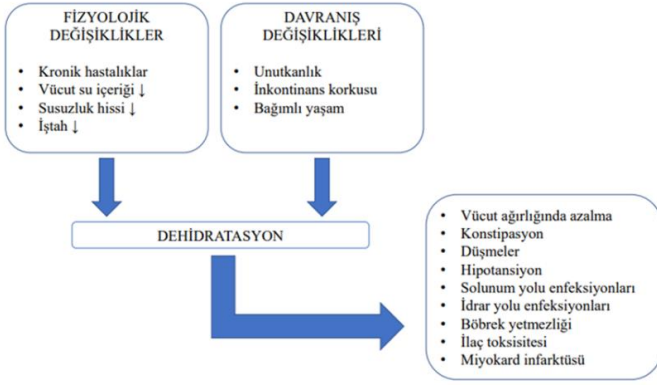 FİZYOLOJİK
DEĞİŞİKLİKLER
• Kronik hastalıklar
• Vücut su içeriği ↓
• Susuzluk hissi ↓
• İştah ↓
DAVRANIŞ
DEĞİŞİKLİKLERİ
• Unutkanlık
• İnkontinans korkusu
• Bağımlı yaşam
DEHİDRATASYON
• Vücut ağırlığında azalma
• Konstipasyon
• Düşmeler
• Hipotansiyon
• Solunum yolu enfeksiyonları
• İdrar yolu enfeksiyonları
• Böbrek yetmezliği
• İlaç toksisitesi
• Miyokard infarktüsü